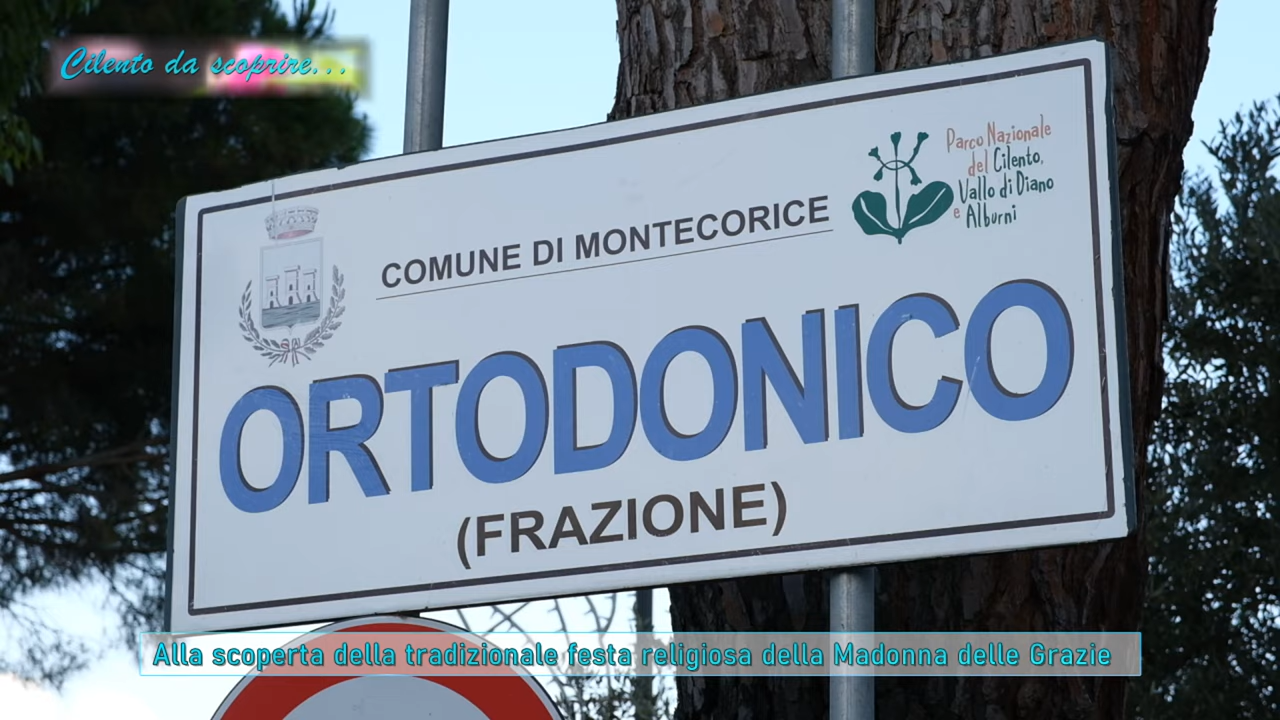 Cilento da scoprire...
COMUNE DI MONTECORICE
Parco Nazionale
del Cilento,
Vallo di Diano
e Alburni
ORTODONICO
(FRAZIONE)
Alla scoperta della tradizionale festa religiosa della Madonna delle Grazie